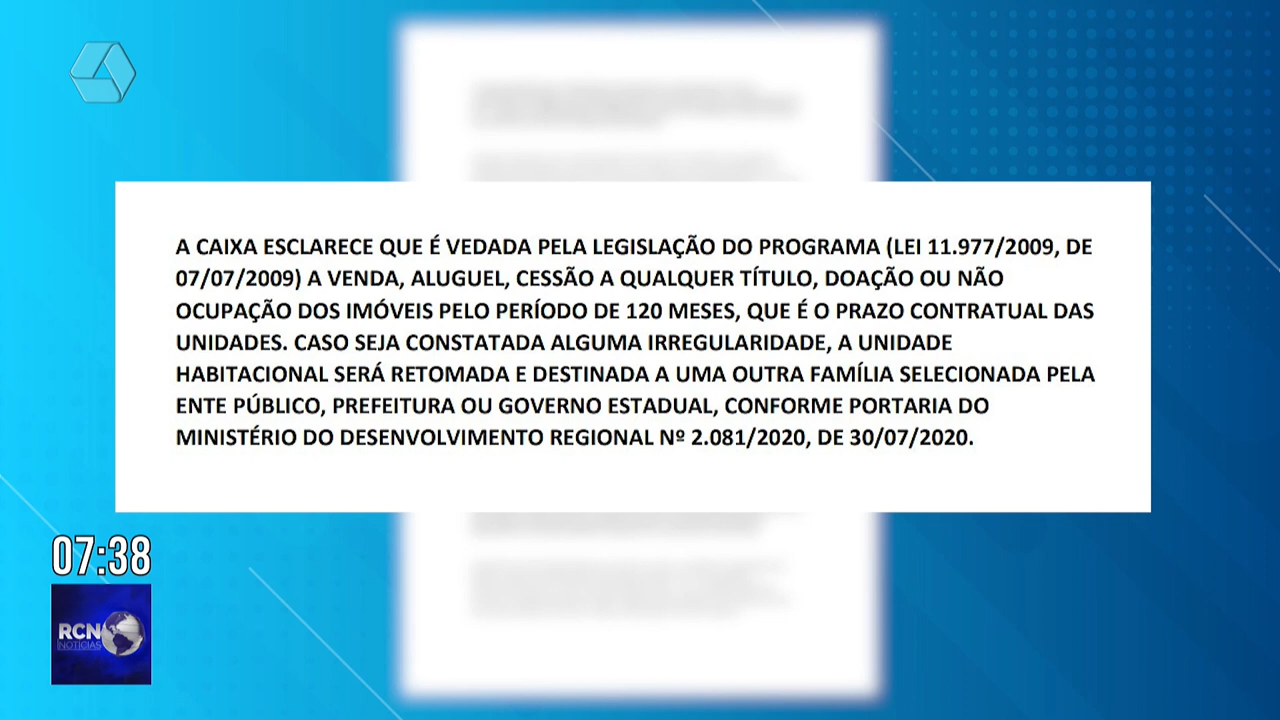 A CAIXA ESCLARECE QUE É VEDADA PELA LEGISLAÇÃO DO PROGRAMA (LEI 11.977/2009, DE
07/07/2009) A VENDA, ALUGUEL, CESSÃO A QUALQUER TÍTULO, DOAÇÃO OU NÃO
OCUPAÇÃO DOS IMÓVEIS PELO PERÍODO DE 120 MESES, QUE É O PRAZO CONTRATUAL DAS
UNIDADES. CASO SEJA CONSTATADA ALGUMA IRREGULARIDADE, A UNIDADE
HABITACIONAL SERÁ RETOMADA E DESTINADA A UMA OUTRA FAMÍLIA SELECIONADA PELA
ENTE PÚBLICO, PREFEITURA OU GOVERNO ESTADUAL, CONFORME PORTARIA DO
MINISTÉRIO DO DESENVOLVIMENTO REGIONAL Nº 2.081/2020, DE 30/07/2020.
07:38
RCN
NOTÍCIAS